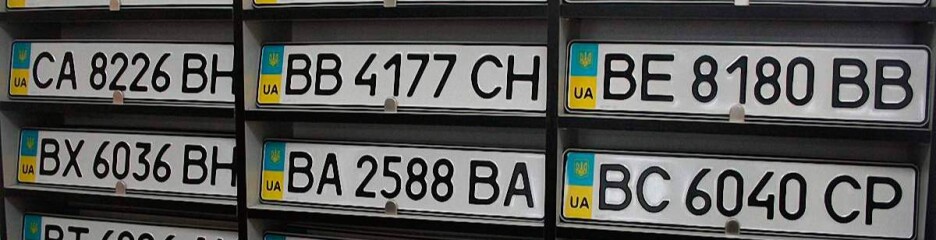 UA CA 8226 BH
UA BB 4177 CH
UA BE 8180 BB
UA BX 6036 BH
UA BA 2588 BA
UA BC 6040 CP